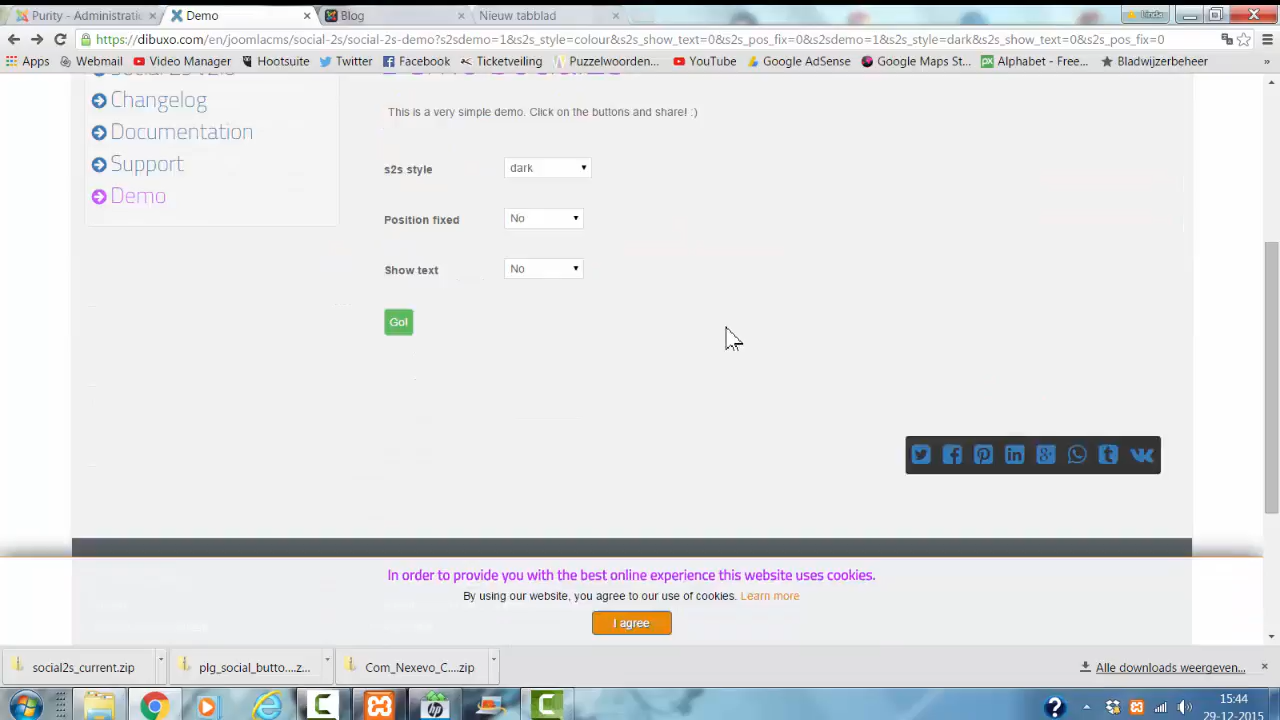 Purity - Administratio
Demo
Blog
Nieuw tabblad
Linda
https://dibuxo.com/en/joomlacms/social-2s/social-2s-demo?s2sdemo=1&s2s_style=colour&s2s_show_text=0&s2s_pos_fix=0&s2sdemo=1&s2s_style=dark&s2s_show_text=0&s2s_pos_fix=0
Apps
Webmail
Video Manager
Hootsuite
Twitter
Facebook
Ticketveiling
Puzzelwoorden...
YouTube
Google AdSense
Google Maps St...
Alphabet - Free...
Bladwijzerbeheer
»
Changelog
Documentation
Support
Demo
This is a very simple demo. Click on the buttons and share! :)
s2s style
dark
Position fixed
No
Show text
No
Go!
In order to provide you with the best online experience this website uses cookies.
By using our website, you agree to our use of cookies. Learn more
I agree
social2s_current.zip
plg_social_butto....z...
Com_Nexevo_C....zip
Alle downloads weergeven...
15:44
29-12-2015